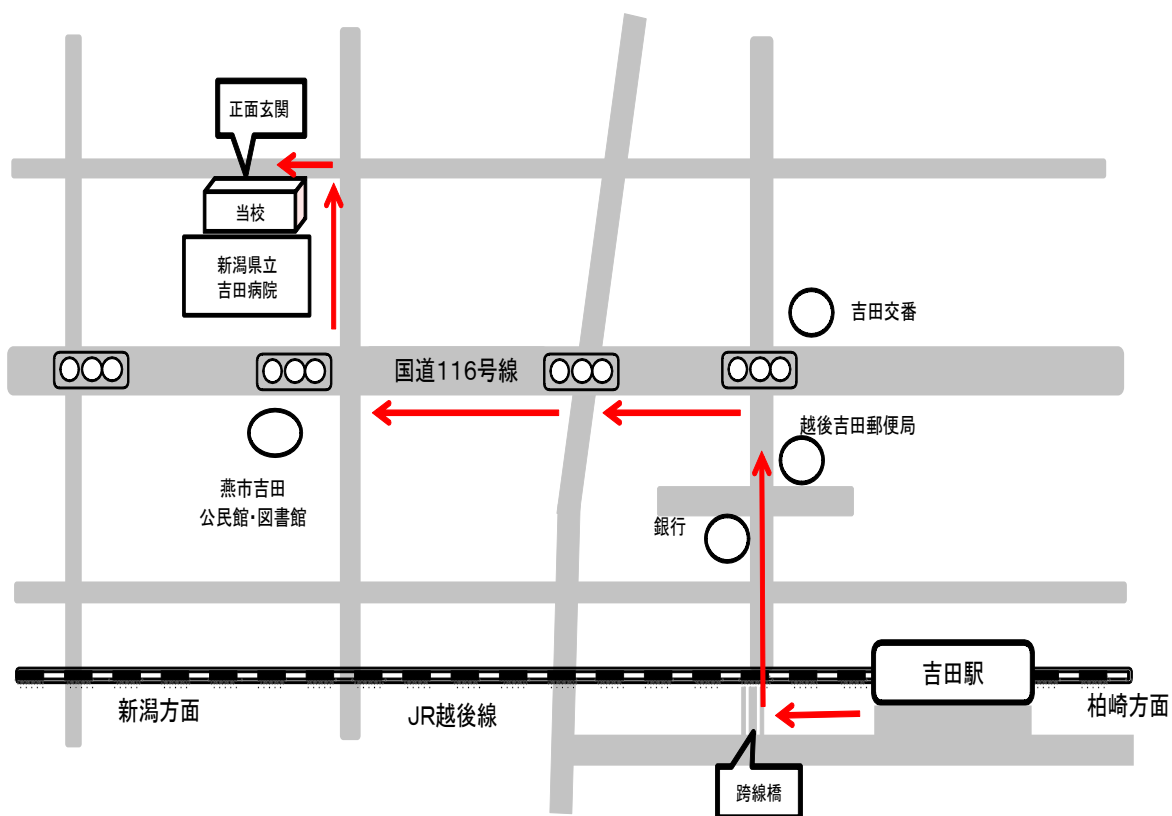 正面玄関
当校
新潟県立
吉田病院
吉田交番
国道116号線
越後吉田郵便局
燕市吉田
公民館・図書館
銀行
吉田駅
新潟方面
JR越後線
柏崎方面
跨線橋